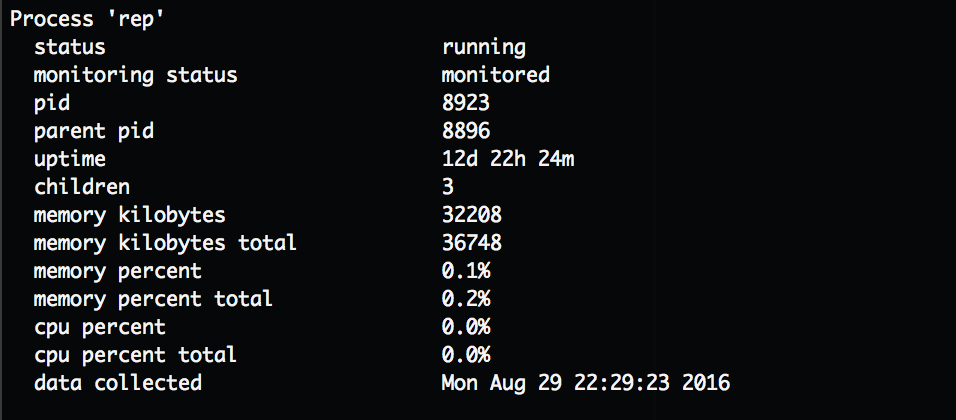 Process 'rep'
status running
monitoring status monitored
pid 8923
parent pid 8896
uptime 12d 22h 24m
children 3
memory kilobytes 32208
memory kilobytes total 36748
memory percent 0.1%
memory percent total 0.2%
cpu percent 0.0%
cpu percent total 0.0%
data collected Mon Aug 29 22:29:23 2016